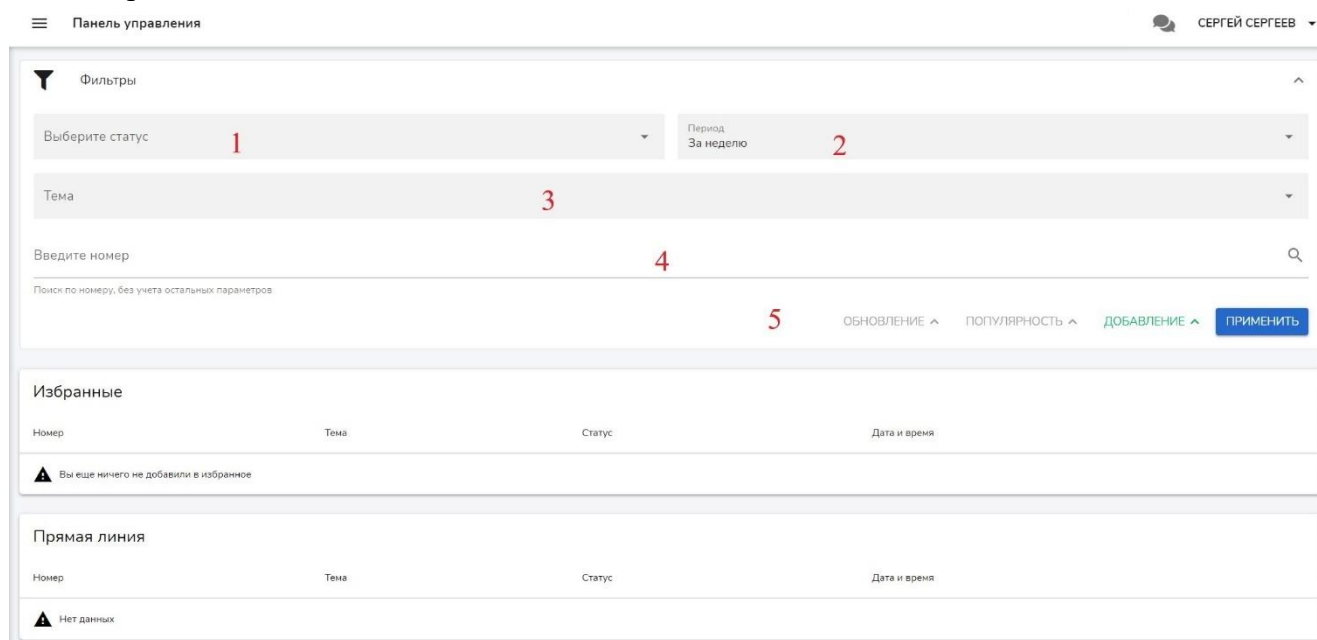 Панель управления СЕРГЕЙ СЕРГЕЕВ
Фильтры
Выберите статус 1 Период За неделю 2
Тема 3
Введите номер 4
Поиск по номеру, без учета остальных параметров
5 ОБНОВЛЕНИЕ ПОПУЛЯРНОСТЬ ДОБАВЛЕНИЕ ПРИМЕНИТЬ
Избранные
Номер Тема Статус Дата и время
Вы еще ничего не добавили в избранное
Прямая линия
Номер Тема Статус Дата и время
Нет данных